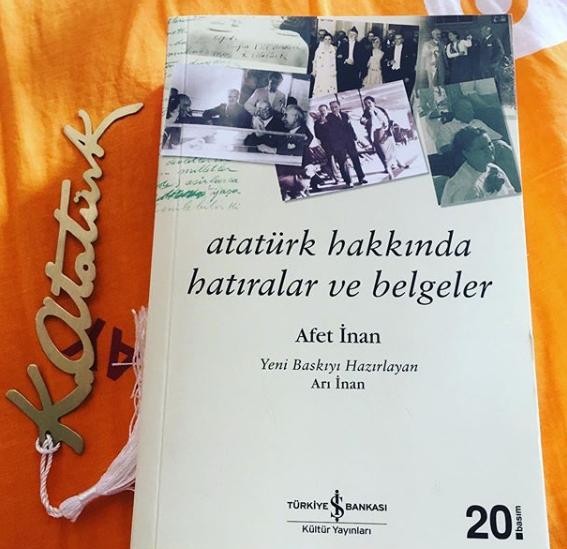 K.Atatürk
atatürk hakkında
hatıralar ve belgeler
Afet İnan
Yeni Baskıyı Hazırlayan
Arı İnan
TÜRKİYE İŞ BANKASI
Kültür Yayınları
20.basım